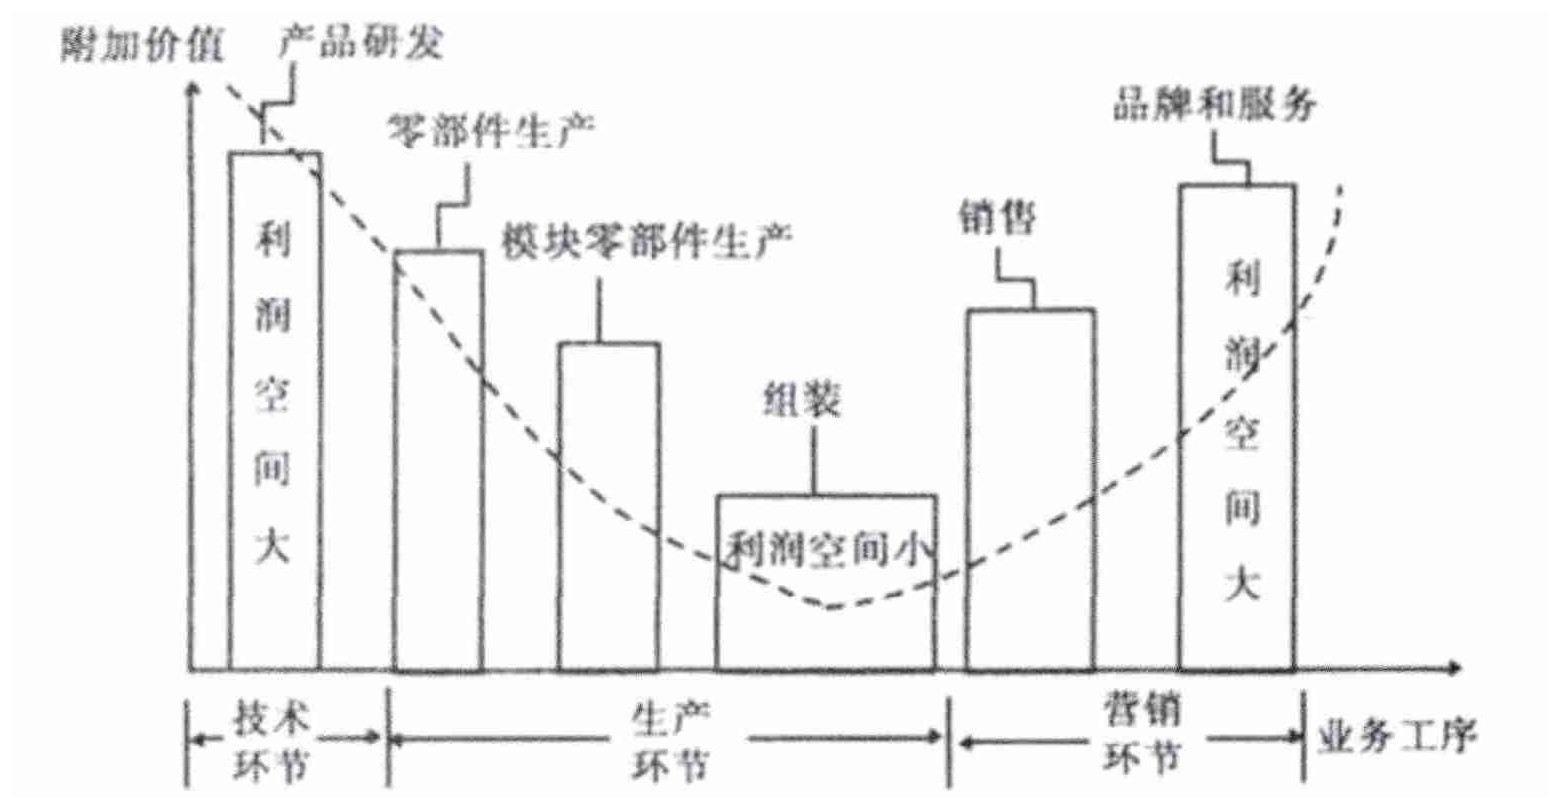 附加价值
产品研发
零部件生产
模块零部件生产
组装
销售
品牌和服务
利润空间大
利润空间小
利润空间大
技术
环节
生产
环节
营销
环节
业务工序